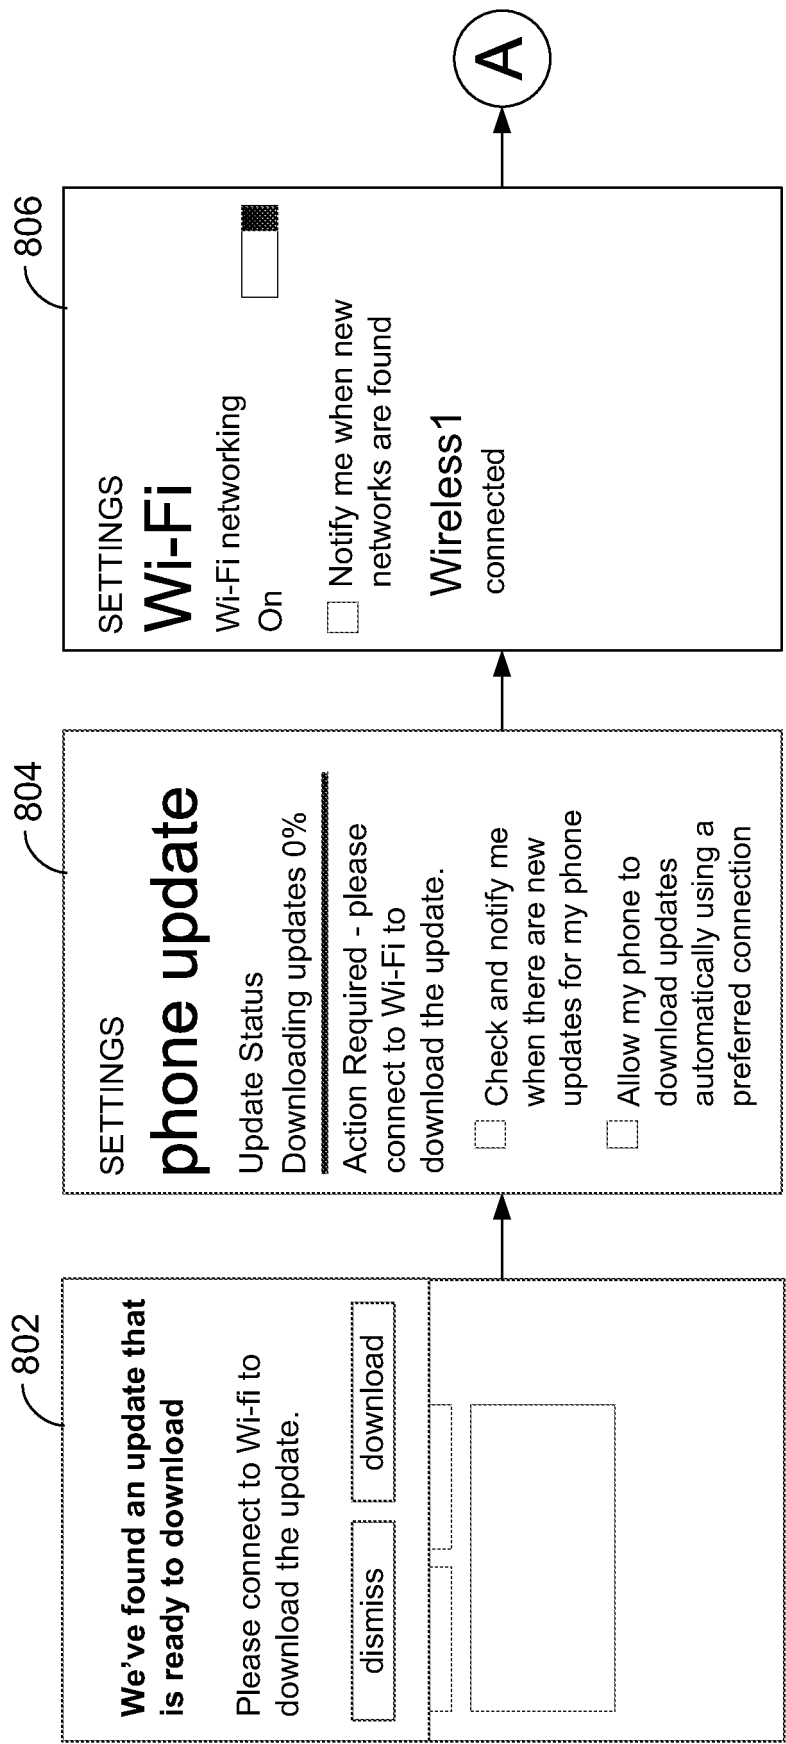 802
We've found an update that
is ready to download
Please connect to Wi-fi to
download the update.
dismiss
download
804
SETTINGS
phone update
Update Status
Downloading updates 0%
Action Required - please
connect to Wi-Fi to
download the update.
Check and notify me
when there are new
updates for my phone
Allow my phone to
download updates
automatically using a
preferred connection
806
SETTINGS
Wi-Fi
Wi-Fi networking
On
Notify me when new
networks are found
Wireless1
connected
A